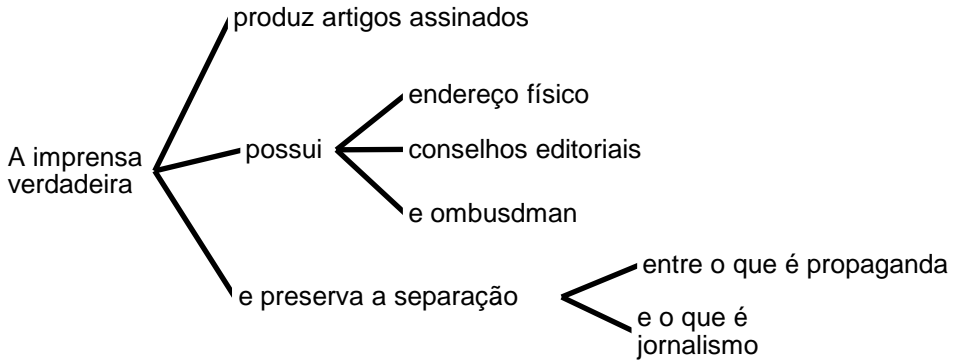 produz artigos assinados
endereço físico
A imprensa
verdadeira
possui
conselhos editoriais
e ombusdman
e preserva a separação
entre o que é propaganda
e o que é
jornalismo